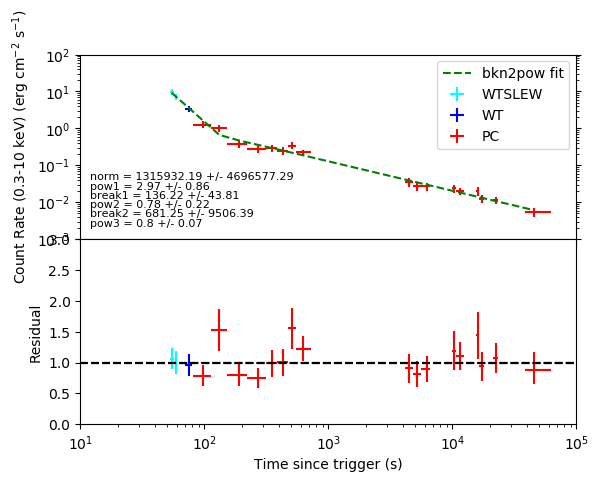 Count Rate (0.3-10 keV) (erg cm⁻² s⁻¹)
10²
10¹
10⁰
10⁻¹
10⁻²
10⁻³
bkn2pow fit
WTSLEW
WT
PC
norm = 1315932.19 +/- 4696577.29
pow1 = 2.97 +/- 0.86
break1 = 136.22 +/- 43.81
pow2 = 0.78 +/- 0.22
break2 = 681.25 +/- 9506.39
pow3 = 0.8 +/- 0.07
Residual
3.0
2.5
2.0
1.5
1.0
0.5
0.0
10¹
10²
10³
10⁴
10⁵
Time since trigger (s)